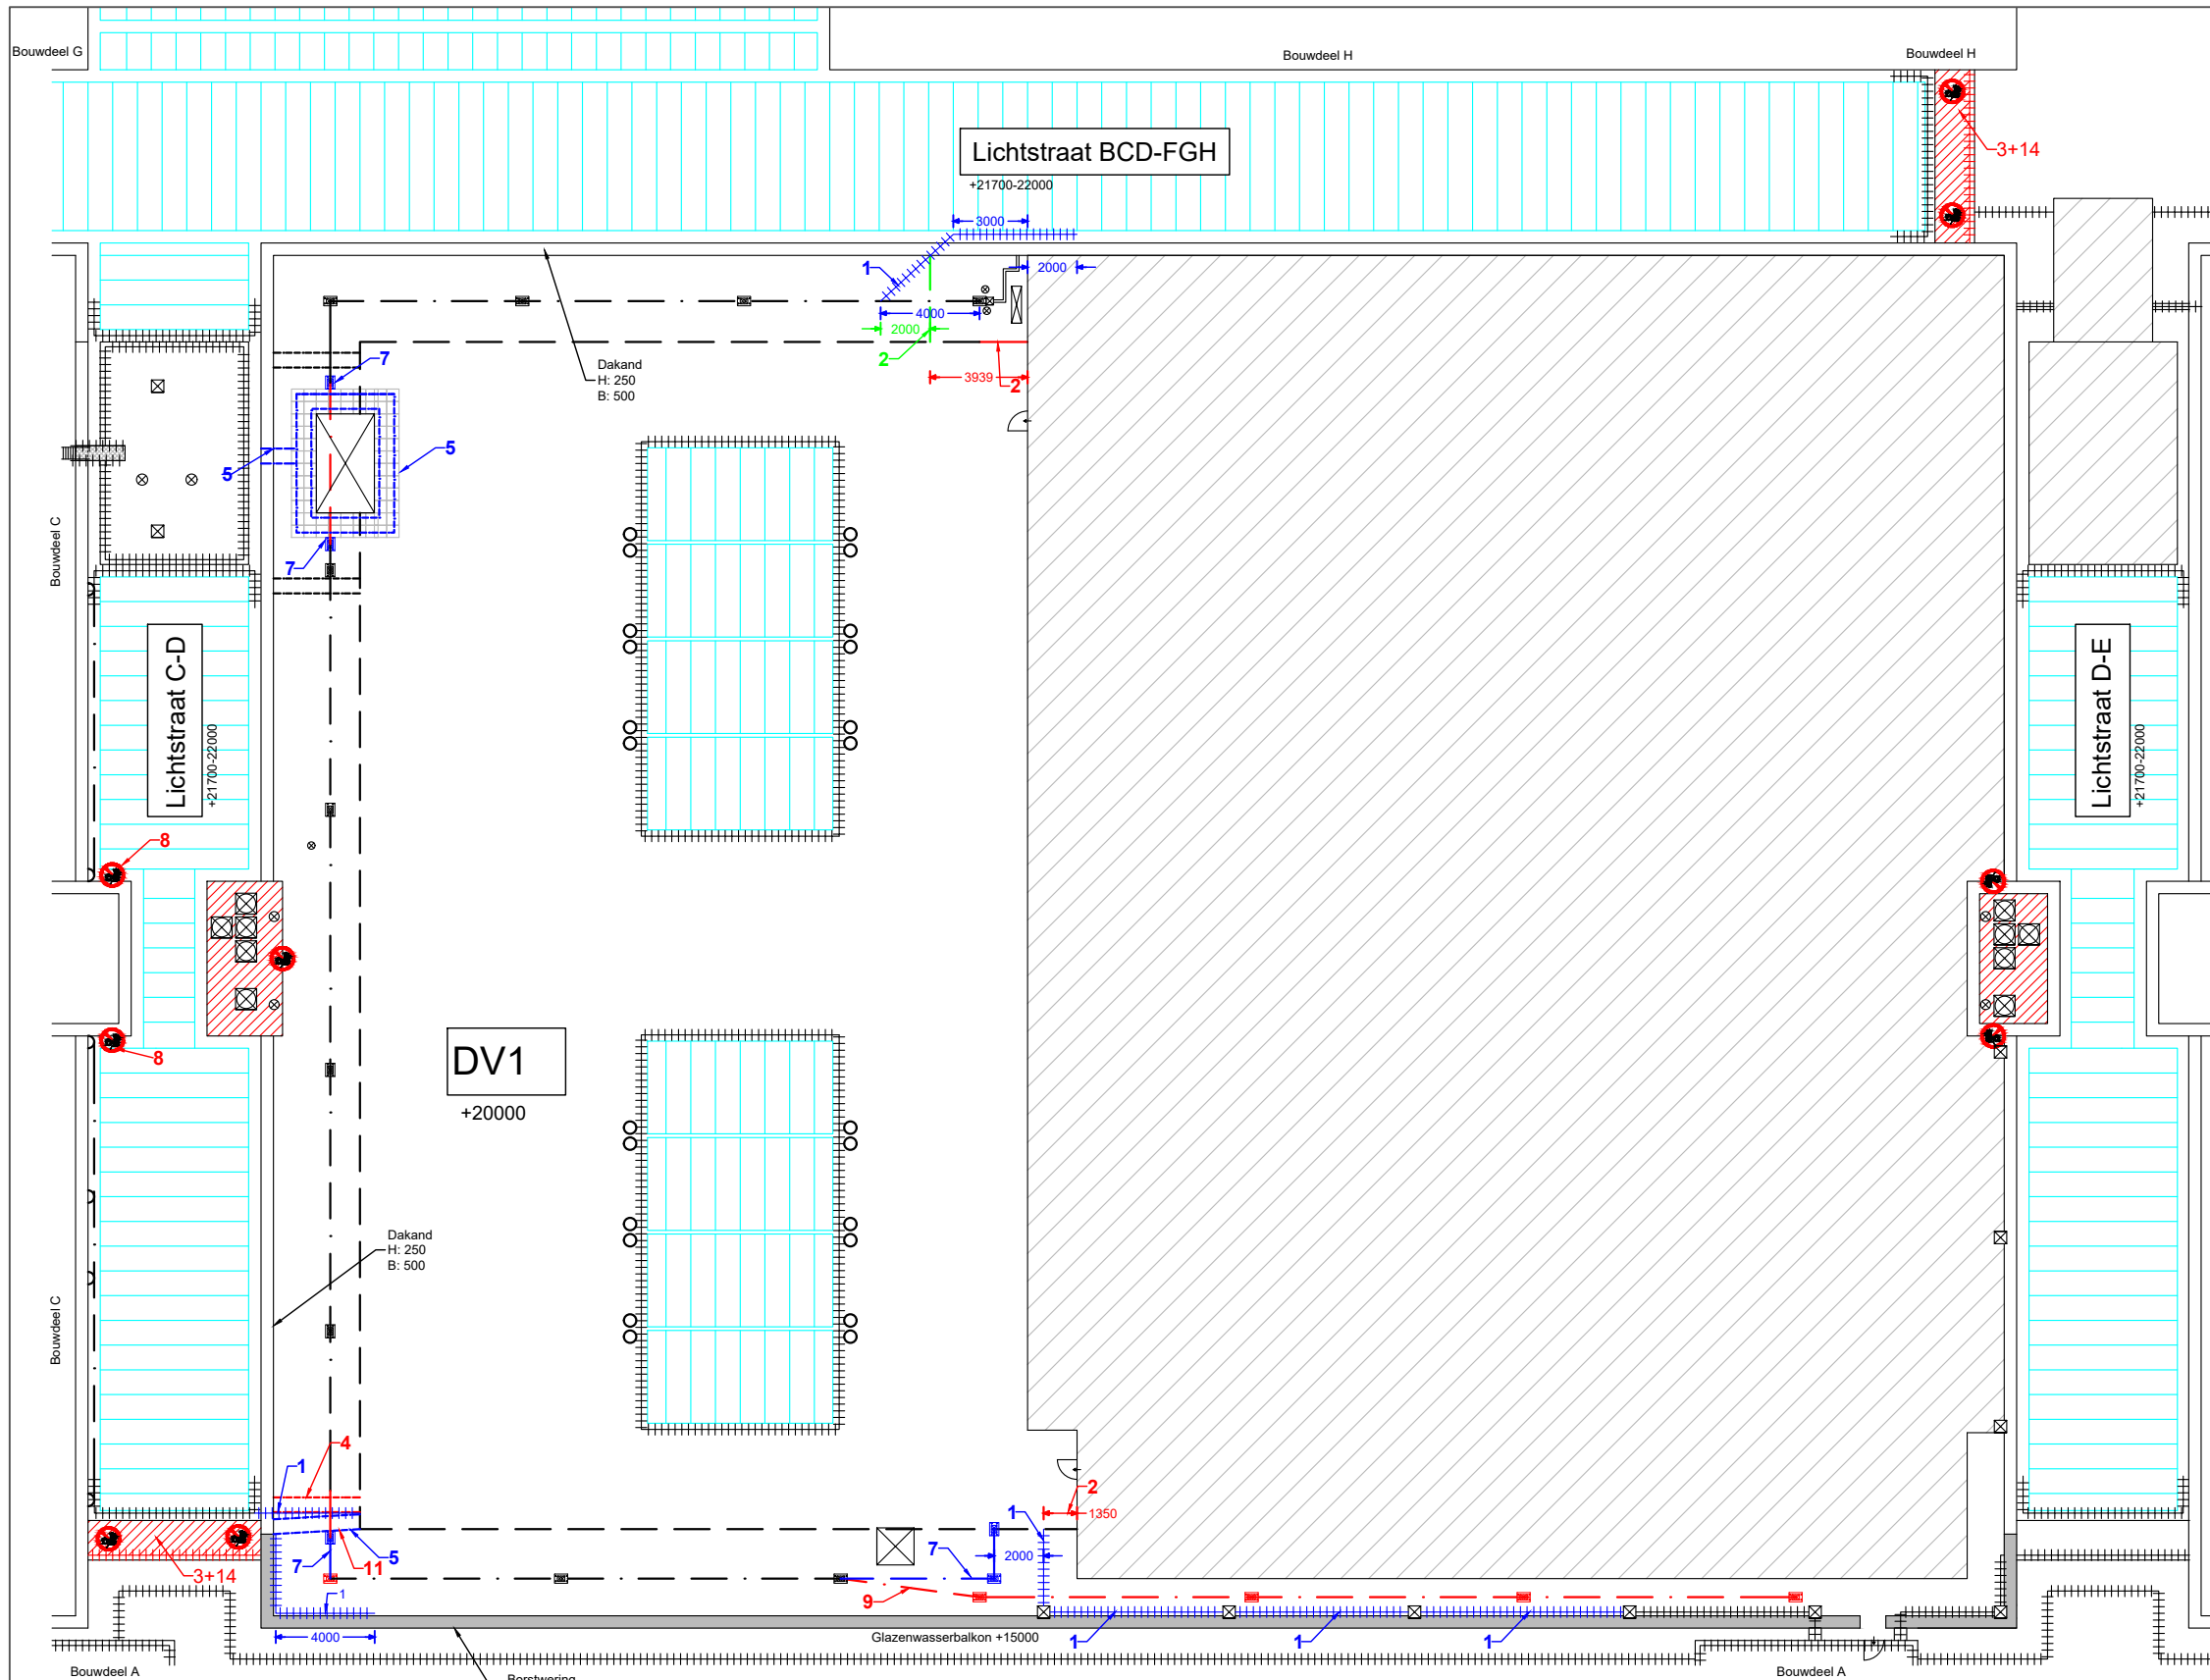 Bouwdeel G
Bouwdeel H
Bouwdeel H
Lichtstraat BCD-FGH
+21700-22000
3+14
3000
1
2000
4000
2000
2
3939
2
7
Dakand
H: 250
B: 500
5
5
7
Bouwdeel C
Lichtstraat C-D
+21700-22000
Lichtstraat D-E
+21700-22000
8
8
DV1
+20000
Dakand
H: 250
B: 500
Bouwdeel C
4
1
2
1350
1
7
5
11
7
2000
3+14
1
9
4000
Glazenwasserbalkon +15000
1
1
1
Bouwdeel A
Borstwering
Bouwdeel A